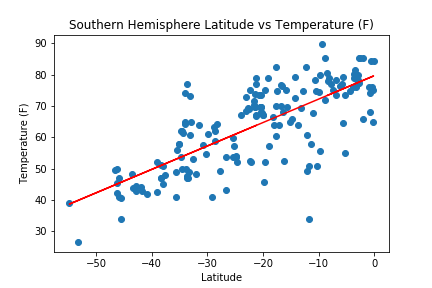 Southern Hemisphere Latitude vs Temperature (F)
90
80
70
60
50
40
30
Temperature (F)
−50 −40 −30 −20 −10 0
Latitude